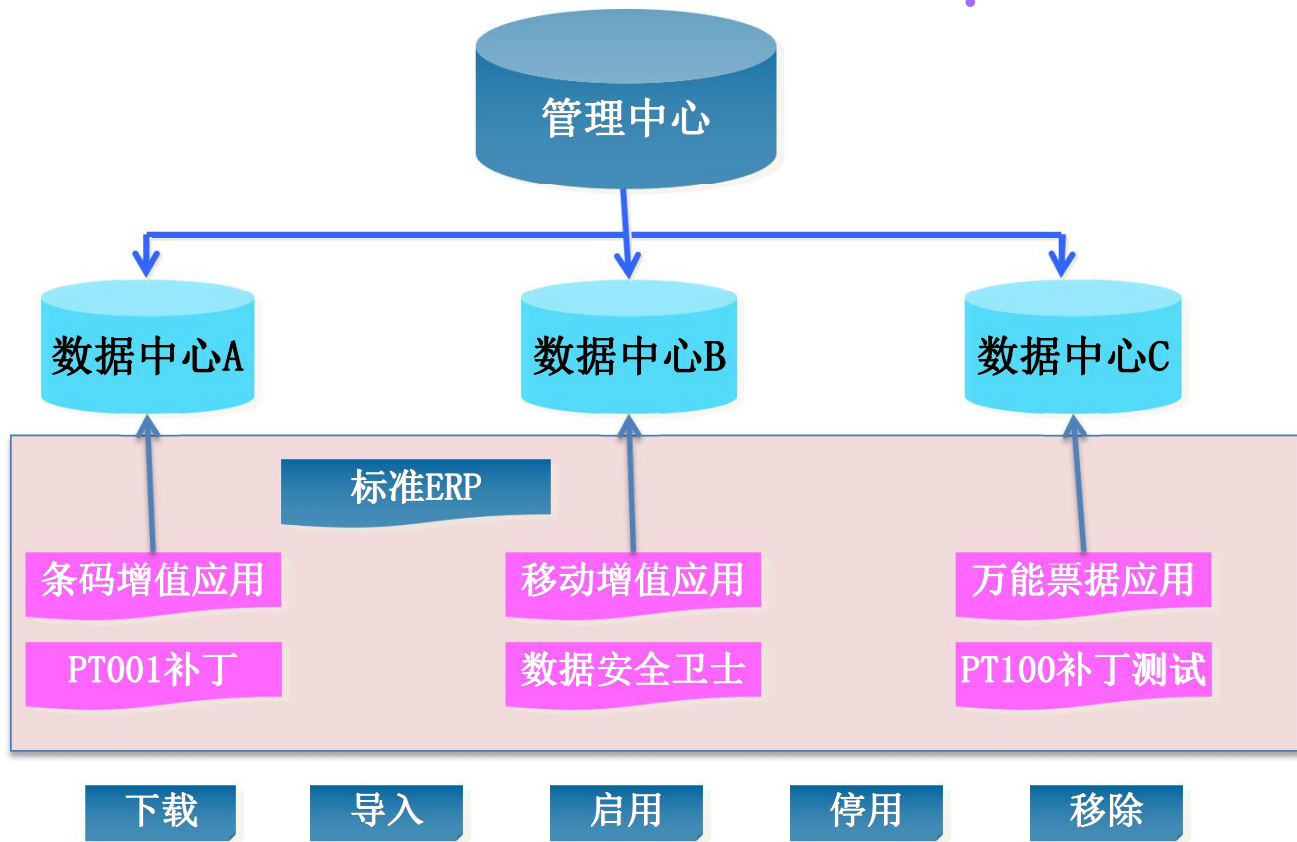 管理中心
数据中心A
数据中心B
数据中心C
标准ERP
条码增值应用
移动增值应用
万能票据应用
PT001补丁
数据安全卫士
PT100补丁测试
下载
导入
启用
停用
移除